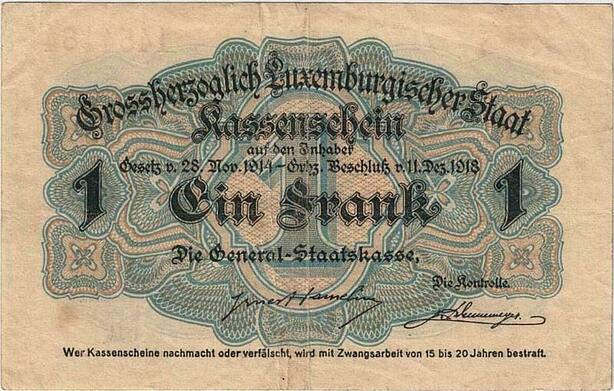 Grossherzoglich Luxemburgischer Staat
Kassenschein
auf den Inhaber
Gesetz v. 28. Nov. 1914 – Grhz. Beschluß v. 11. Dez. 1918
1 Ein Frank 1
Die General-Staatskasse,
Die Kontrolle.
Wer Kassenscheine nachmacht oder verfälscht, wird mit Zwangsarbeit von 15 bis 20 Jahren bestraft.